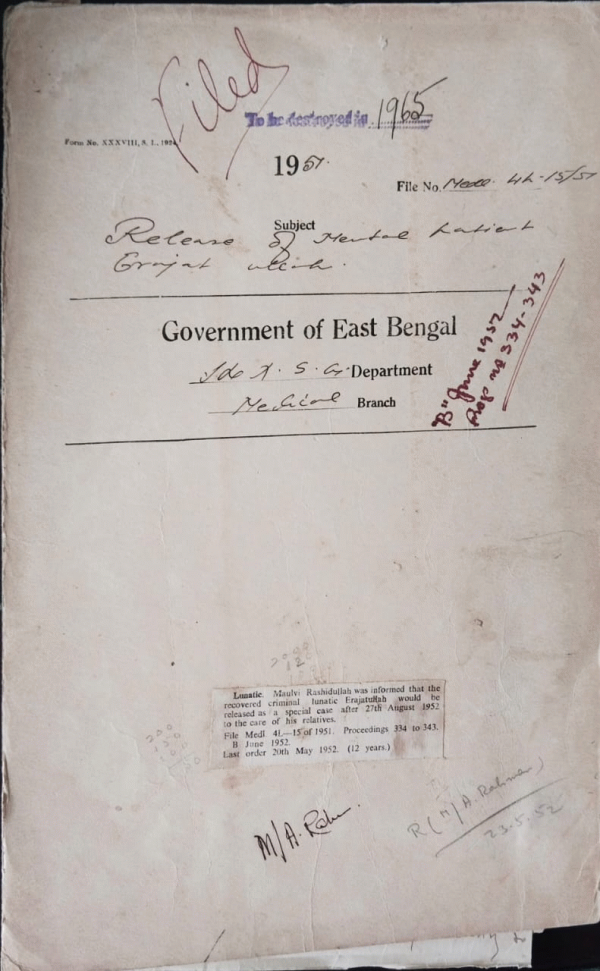 Filed
To be destroyed in 1965
Form No. XXXVIII, S. I., 1924
1951.
File No. Medl. 4L-15/51
Subject
Release of Mental patient
Erajat ullah.
Government of East Bengal
Department
Medical Branch
"B" June 1952
Progs no 334-343
Lunatic. Maulvi Rashidullah was informed that the
recovered criminal lunatic Erajatullah would be
released as a special case after 27th August 1952
to the care of his relatives.
File Medl 4L—15 of 1951. Proceedings 334 to 343.
B June 1952.
Last order 20th May 1952. (12 years.)
M/A. Rahn.
R (M/A. Rahman)
23.5.52